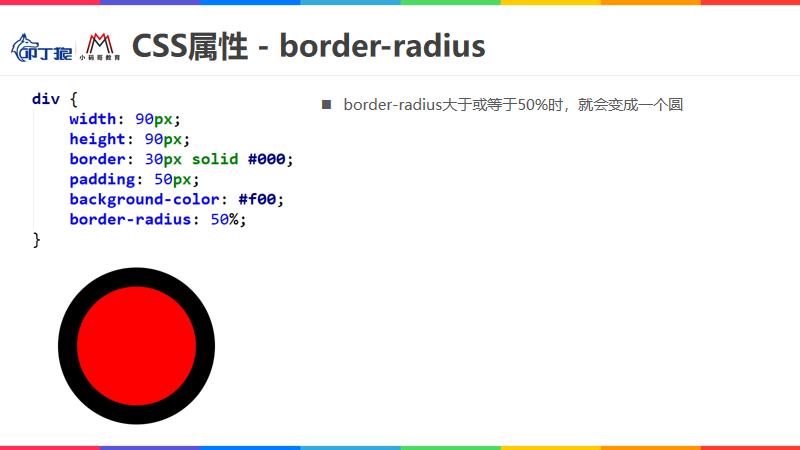 叩丁狼
小码哥教育
CSS属性 - border-radius
div {
width: 90px;
height: 90px;
border: 30px solid #000;
padding: 50px;
background-color: #f00;
border-radius: 50%;
}
■ border-radius大于或等于50%时，就会变成一个圆